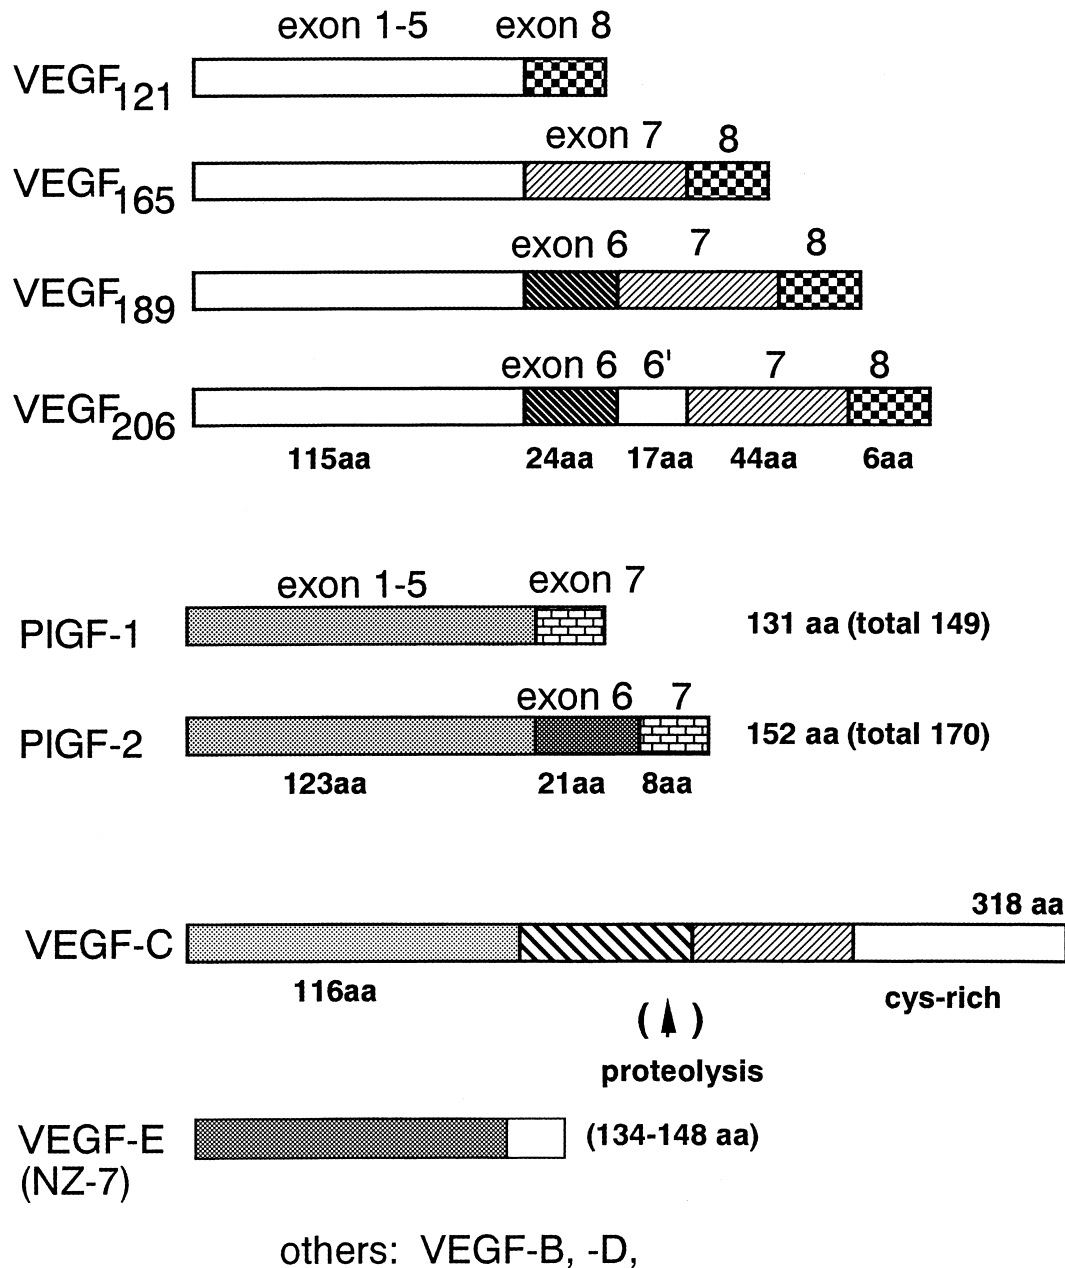 exon 1-5 exon 8
VEGF121
exon 7 8
VEGF165
exon 6 7 8
VEGF189
exon 6 6' 7 8
VEGF206
115aa 24aa 17aa 44aa 6aa
exon 1-5 exon 7
PlGF-1 131 aa (total 149)
exon 6 7
PlGF-2 152 aa (total 170)
123aa 21aa 8aa
318 aa
VEGF-C
116aa cys-rich
( )
proteolysis
VEGF-E (134-148 aa)
(NZ-7)
others: VEGF-B, -D,